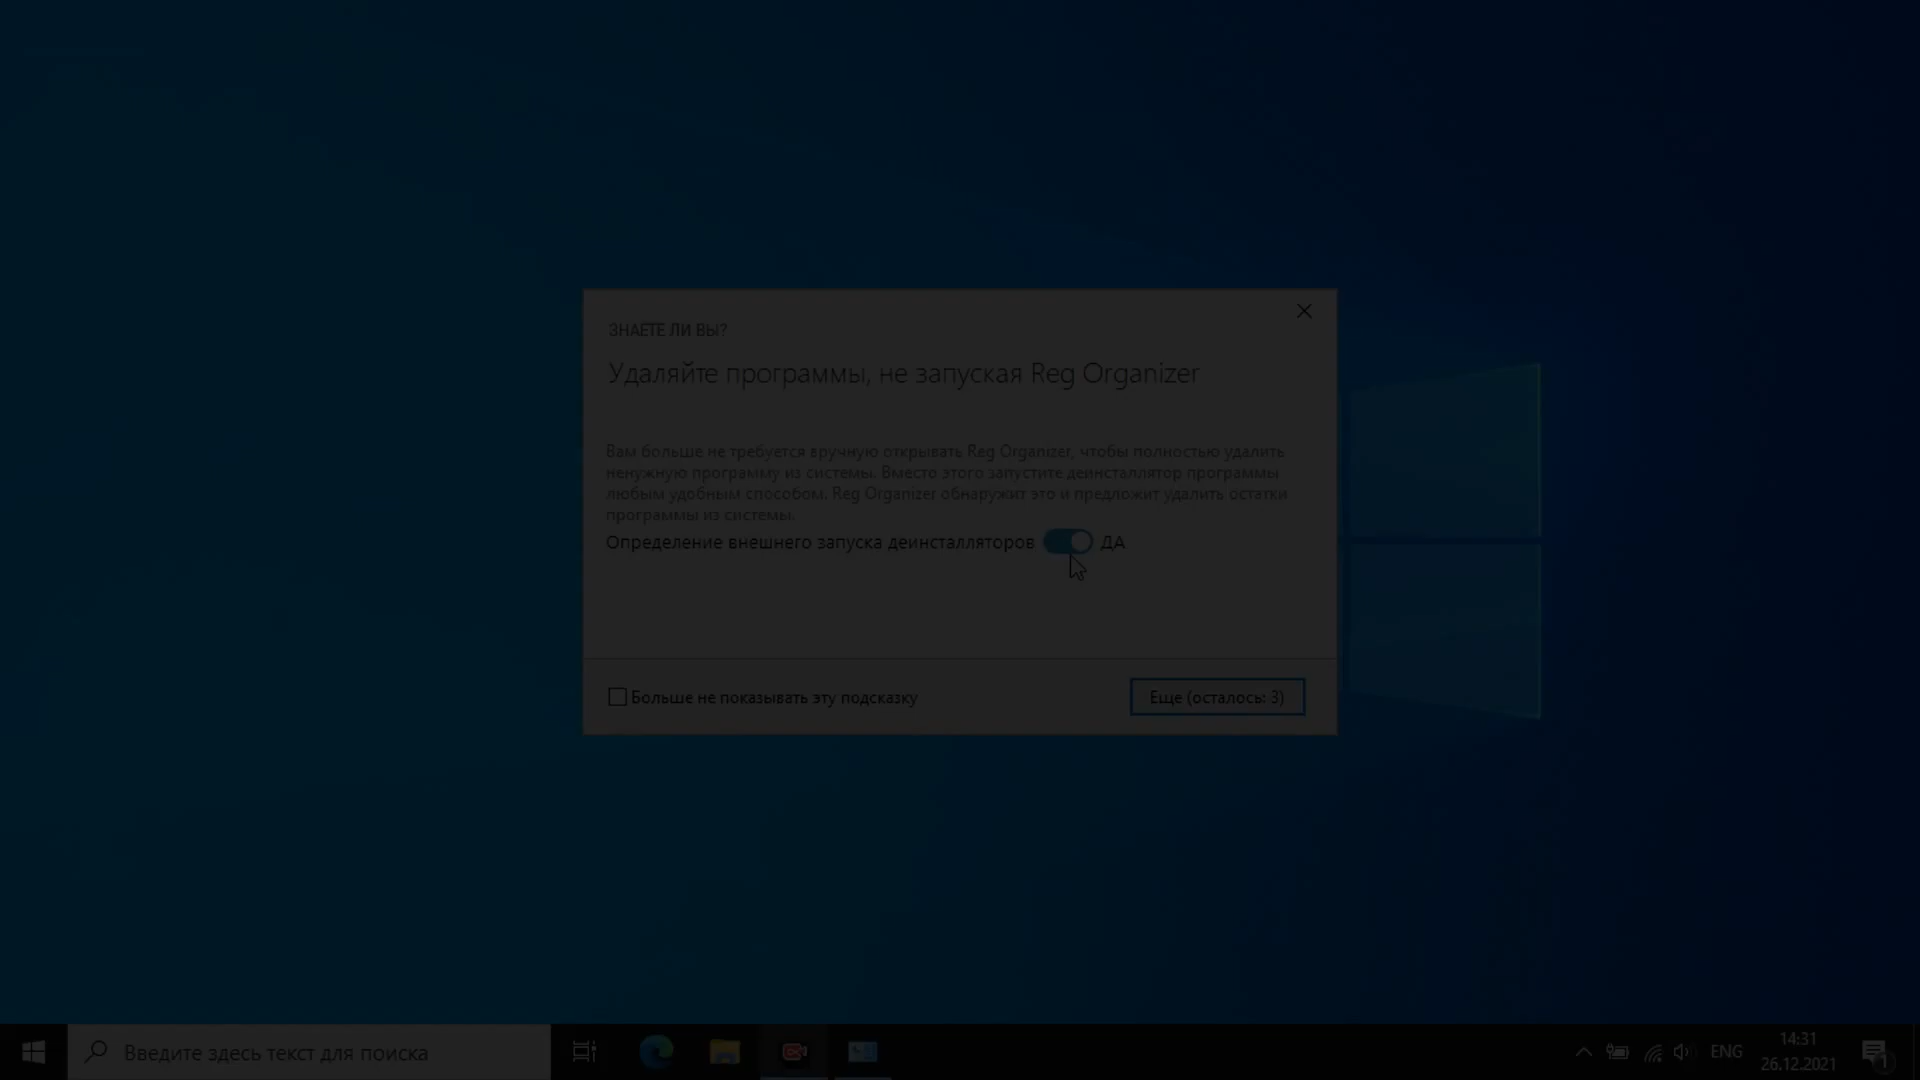 ЗНАЕТЕ ЛИ ВЫ?
Удаляйте программы, не запуская Reg Organizer
Вам больше не требуется вручную открывать Reg Organizer, чтобы полностью удалить
ненужную программу из системы. Вместо этого запустите деинсталлятор программы
любым удобным способом. Reg Organizer обнаружит это и предложит удалить остатки
программы из системы.
Определение внешнего запуска деинсталляторов ДА
Больше не показывать эту подсказку
Еще (осталось: 3)
Введите здесь текст для поиска
ENG
14:31
26.12.2021
1